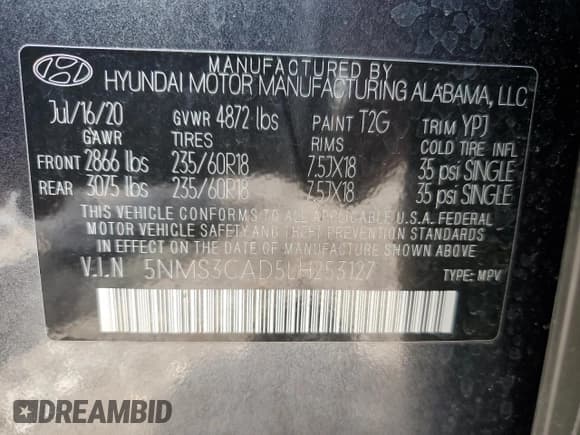 MANUFACTURED BY
HYUNDAI MOTOR MANUFACTURING ALABAMA, LLC
Jul/16/20 GVWR 4872 lbs PAINT T2G TRIM YPJ
GAWR TIRES RIMS COLD TIRE INFL
FRONT 2866 lbs 235/60R18 7.5JX18 35 psi SINGLE
REAR 3075 lbs 235/60R18 7.5JX18 35 psi SINGLE
THIS VEHICLE CONFORMS TO ALL APPLICABLE U.S.A. FEDERAL
MOTOR VEHICLE SAFETY AND THEFT PREVENTION STANDARDS
IN EFFECT ON THE DATE OF MANUFACTURE SHOWN ABOVE.
V.I.N 5NMS3CAD5LH253127 TYPE: MPV
DREAMBID